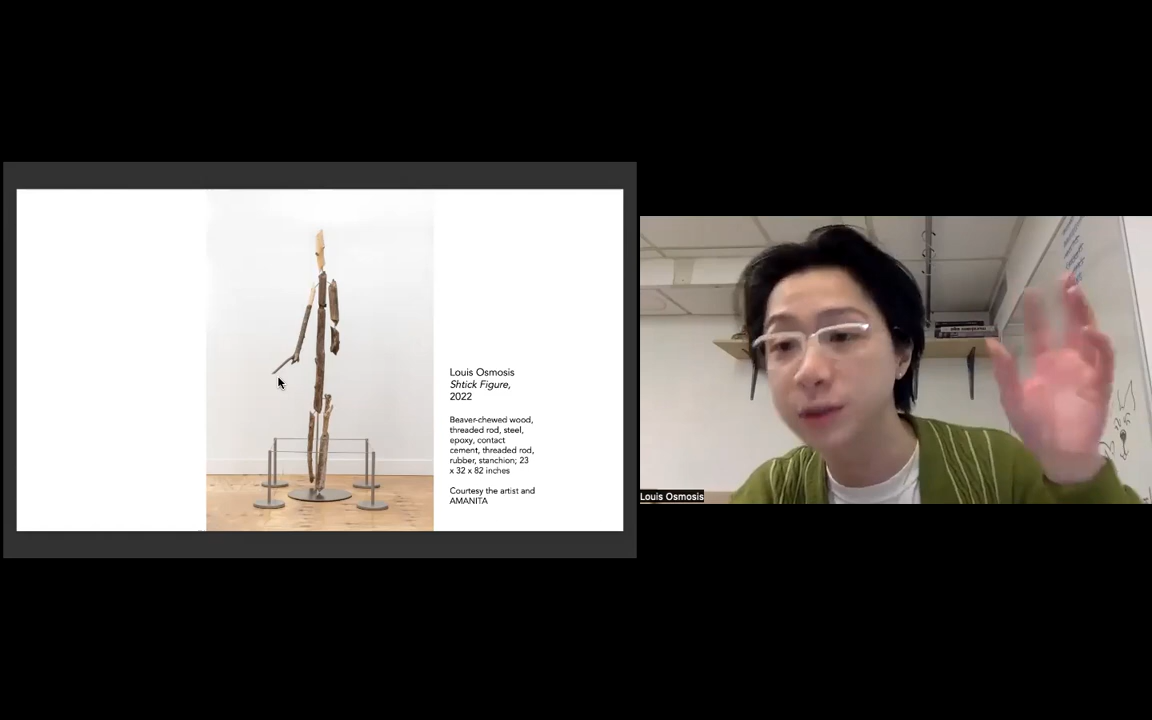 Louis Osmosis
Shtick Figure,
2022
Beaver-chewed wood,
threaded rod, steel,
epoxy, contact
cement, threaded rod,
rubber, stanchion; 23
x 32 x 82 inches
Courtesy the artist and
AMANITA
Louis Osmosis